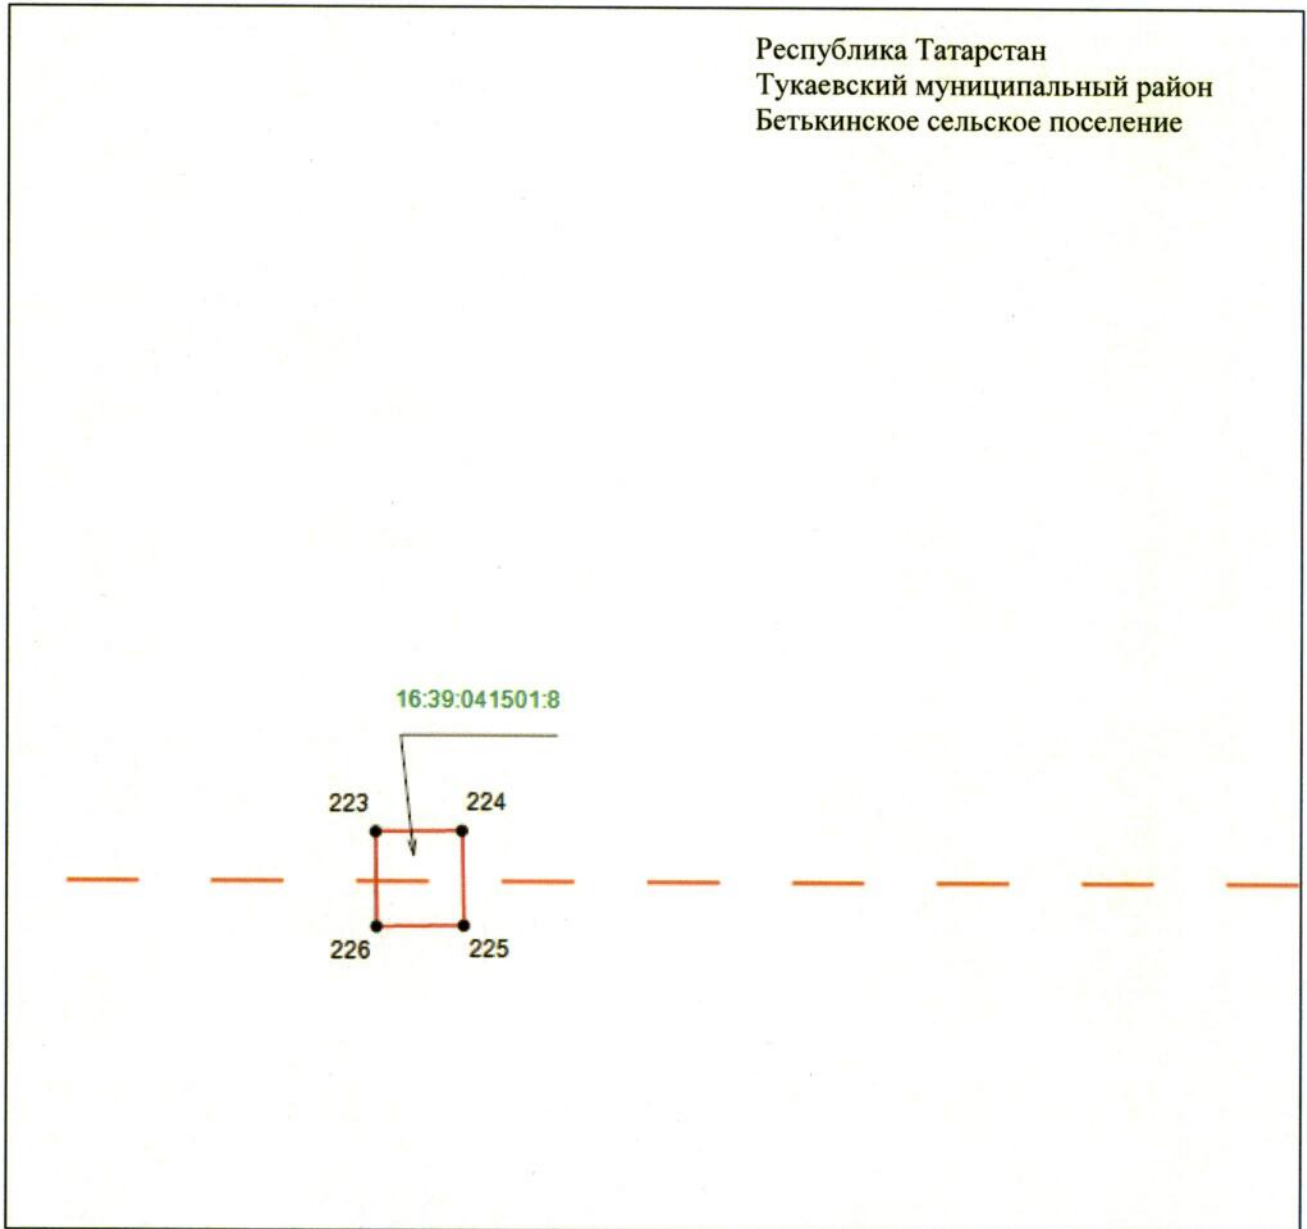 Республика Татарстан
Тукаевский муниципальный район
Бетькинское сельское поселение
16:39:041501:8
223
224
226
225